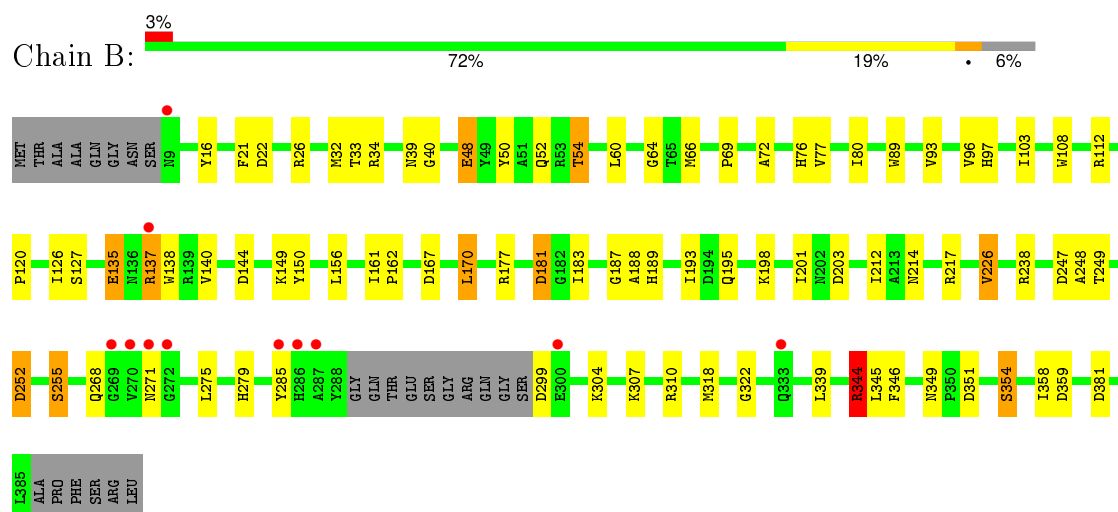 3%
Chain B:
72% 19% • 6%
MET THR ALA ALA GLN GLY ASN SER N9 Y16 F21 D22 R26 M32 T33 R34 N39 G40 E48 Y49 Y50 A51 Q52 R53 T54 L60 G64 T65 M66 P69 A72 H76 V77 I80 W89 V93 V96 H97 I103 W108 R112
P120 I126 S127 E135 N136 R137 W138 R139 V140 D144 K149 Y150 L156 I161 P162 D167 L170 R177 D181 G182 I183 G187 A188 H189 I193 D194 Q195 K198 I201 N202 D203 I212 A213 N214 R217 V226 R238 D247 A248 T249
D252 S255 Q268 G269 V270 N271 G272 L275 H279 Y285 H286 A287 Y288 GLY GLN THR GLU SER GLY ARG GLN GLY SER D299 E300 K304 K307 R310 M318 G322 Q333 L339 R344 L345 F346 N349 P350 D351 S354 I358 D359 D381
L385 ALA PRO PHE SER ARG LEU